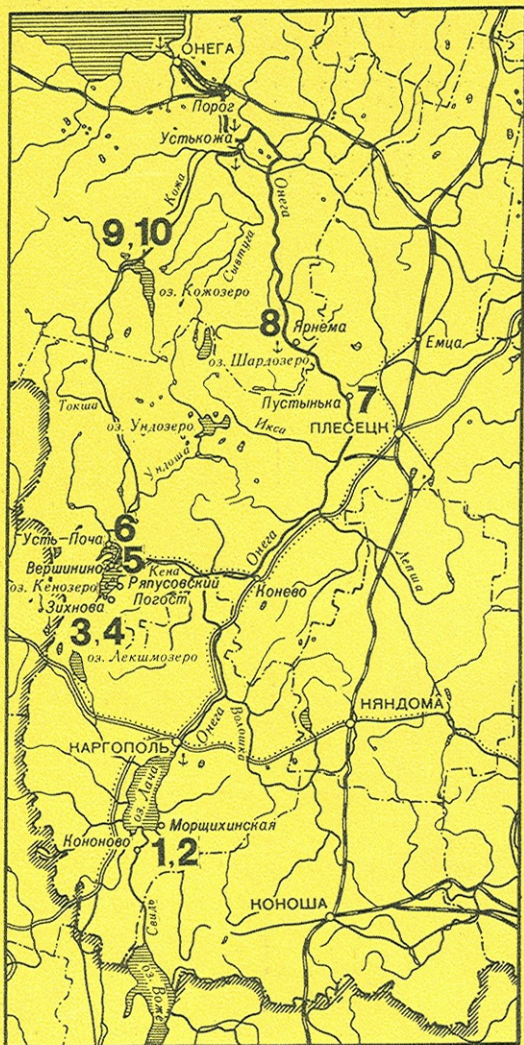 ОНЕГА
Порог
Устькожа
Кожа
Онега
Сывтуга
9, 10
оз. Кожозеро
8
Ярнема
Емца
оз. Шардозеро
7
Пустынька
Токша
ПЛЕСЕЦК
оз. Ундозеро
Икса
Ундоша
6
Усть-Поча
Вершинино
5
Кена
Онега
Лепша
оз. Кенозеро
Ряпусовский
Погост
Конево
Зихнова
3, 4
оз. Лекшмозеро
НЯНДОМА
Онега
Волошка
КАРГОПОЛЬ
оз. Лача
Морщихинская
Кононово
1, 2
Свидь
КОНОША
оз. Воже